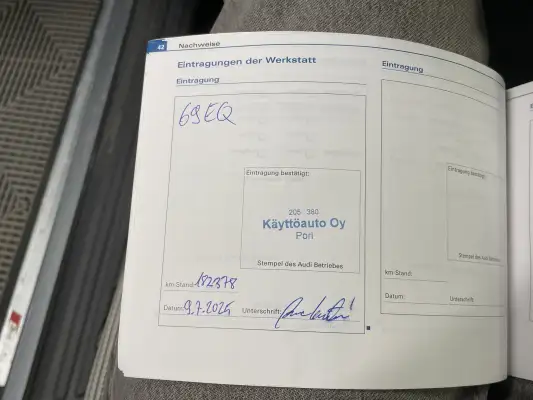 42 Nachweise
Eintragungen der Werkstatt
Eintragung
69EQ
Eintragung bestätigt:
205 380
Käyttöauto Oy
Pori
Stempel des Audi Betriebes
km-Stand: 182378
Datum: 9.7.2025 Unterschrift:
Eintragung
Eintragung bestätigt:
Stempel des Audi Betriebes
km-Stand:
Datum: Unterschrift: